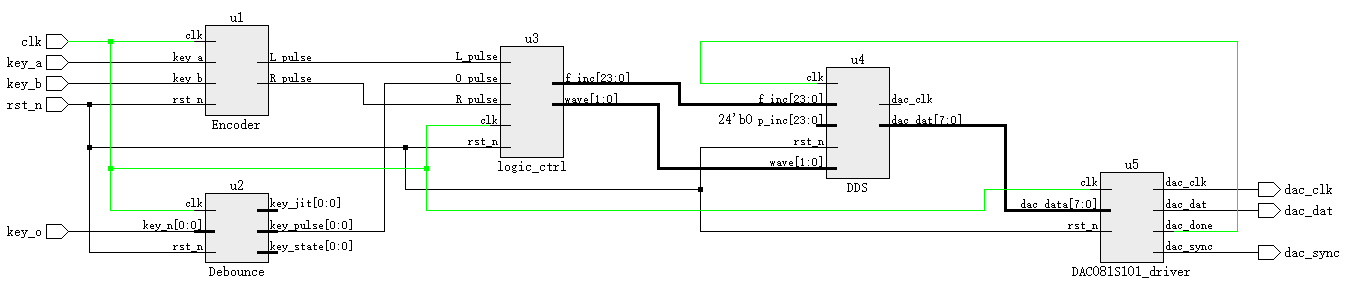 clk
key_a
key_b
rst_n
key_o
u1
clk
key_a
key_b
rst_n
L_pulse
R_pulse
Encoder
u2
clk
key_n[0:0]
rst_n
key_jit[0:0]
key_pulse[0:0]
key_state[0:0]
Debounce
u3
L_pulse
O_pulse
R_pulse
clk
rst_n
f_inc[23:0]
wave[1:0]
logic_ctrl
u4
clk
f_inc[23:0]
24'b0 p_inc[23:0]
rst_n
wave[1:0]
dac_clk
dac_dat[7:0]
DDS
u5
clk
dac_data[7:0]
rst_n
dac_clk
dac_dat
dac_done
dac_sync
DAC081S101_driver
dac_clk
dac_dat
dac_sync